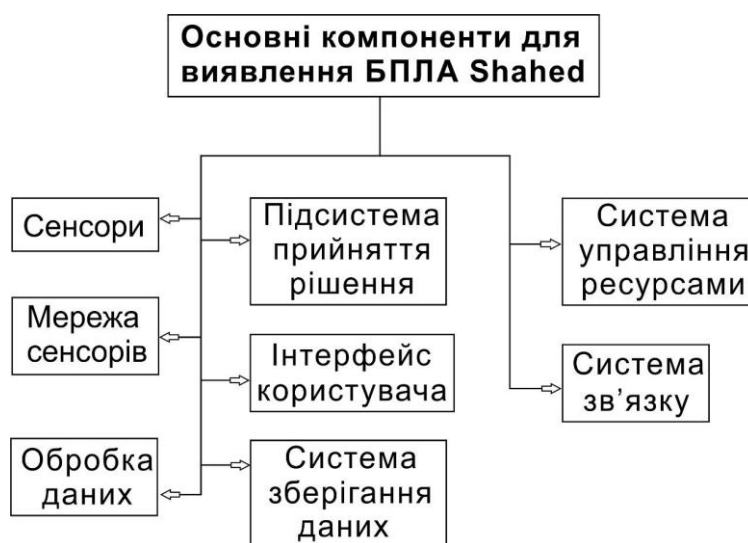 Основні компоненти для
виявлення БПЛА Shahed
Сенсори
Мережа
сенсорів
Обробка
даних
Підсистема
прийняття
рішення
Інтерфейс
користувача
Система
зберігання
даних
Система
управління
ресурсами
Система
зв’язку